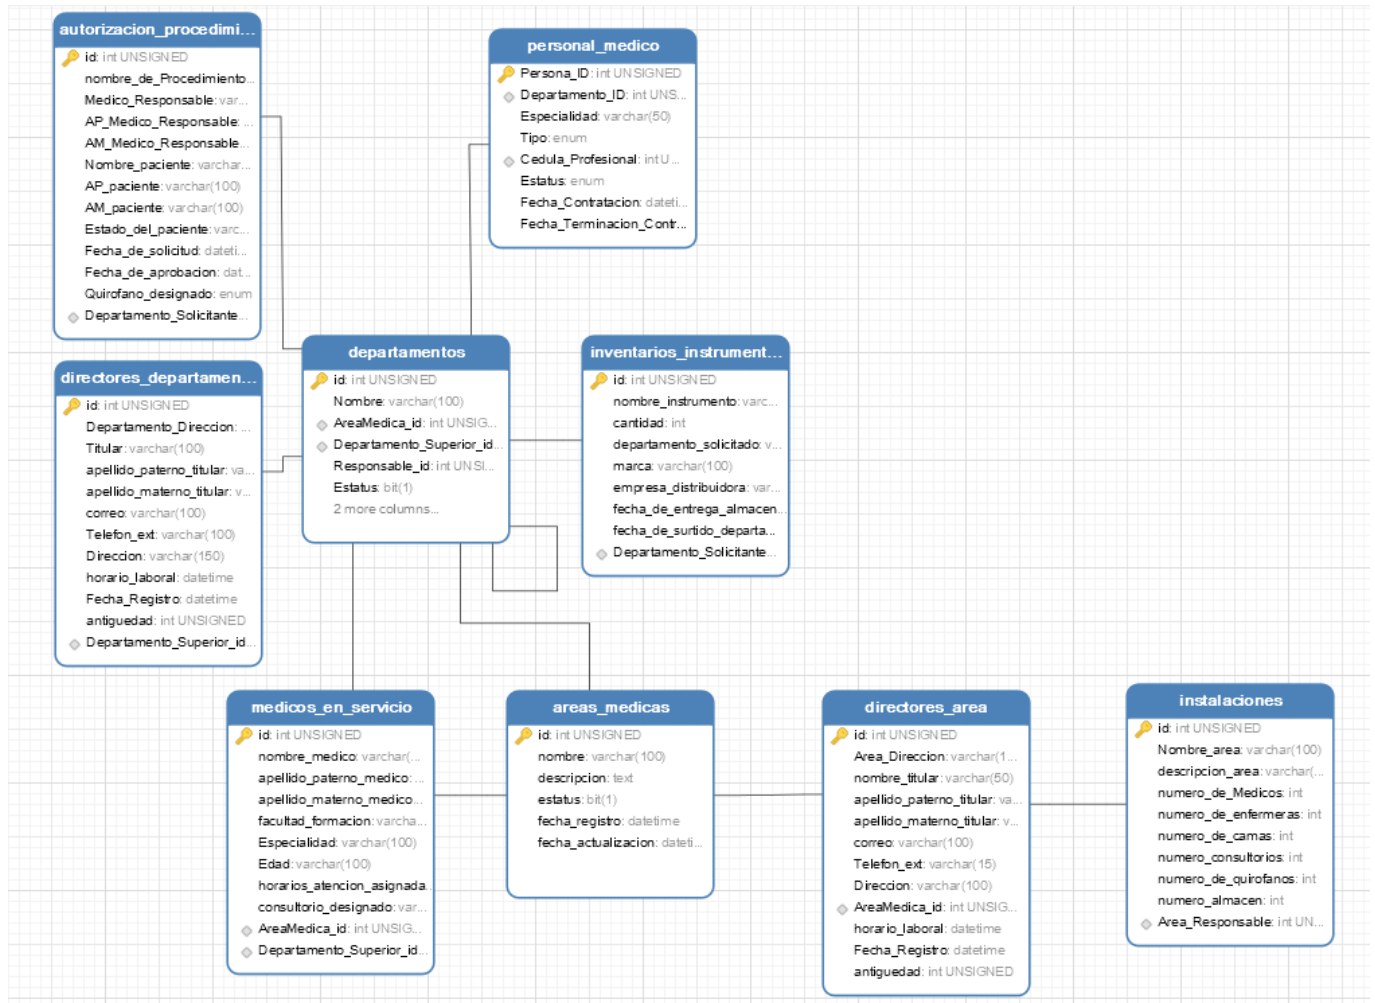 autorizacion_procedimi...
id: int UNSIGNED
nombre_de_Procedimiento...
Medico_Responsable: var...
AP_Medico_Responsable: ...
AM_Medico_Responsable...
Nombre_paciente: varchar...
AP_paciente: varchar(100)
AM_paciente: varchar(100)
Estado_del_paciente: varc...
Fecha_de_solicitud: dateti...
Fecha_de_aprobacion: dat...
Quirofano_designado: enum
Departamento_Solicitante...
personal_medico
Persona_ID: int UNSIGNED
Departamento_ID: int UNS...
Especialidad: varchar(50)
Tipo: enum
Cedula_Profesional: int U...
Estatus: enum
Fecha_Contratacion: dateti...
Fecha_Terminacion_Contr...
directores_departamen...
id: int UNSIGNED
Departamento_Direccion: ...
Titular: varchar(100)
apellido_paterno_titular: va...
apellido_materno_titular: v...
correo: varchar(100)
Telefon_ext: varchar(100)
Direccion: varchar(150)
horario_laboral: datetime
Fecha_Registro: datetime
antiguedad: int UNSIGNED
Departamento_Superior_id...
departamentos
id: int UNSIGNED
Nombre: varchar(100)
AreaMedica_id: int UNSIG...
Departamento_Superior_id...
Responsable_id: int UNSI...
Estatus: bit(1)
2 more columns...
inventarios_instrument...
id: int UNSIGNED
nombre_instrumento: varc...
cantidad: int
departamento_solicitado: v...
marca: varchar(100)
empresa_distribuidora: var...
fecha_de_entrega_almacen...
fecha_de_surtido_departa...
Departamento_Solicitante...
medicos_en_servicio
id: int UNSIGNED
nombre_medico: varchar(...
apellido_paterno_medico: ...
apellido_materno_medico...
facultad_formacion: varcha...
Especialidad: varchar(100)
Edad: varchar(100)
horarios_atencion_asignada...
consultorio_designado: var...
AreaMedica_id: int UNSIG...
Departamento_Superior_id...
areas_medicas
id: int UNSIGNED
nombre: varchar(100)
descripcion: text
estatus: bit(1)
fecha_registro: datetime
fecha_actualizacion: dateti...
directores_area
id: int UNSIGNED
Area_Direccion: varchar(1...
nombre_titular: varchar(50)
apellido_paterno_titular: va...
apellido_materno_titular: v...
correo: varchar(100)
Telefon_ext: varchar(15)
Direccion: varchar(100)
AreaMedica_id: int UNSIG...
horario_laboral: datetime
Fecha_Registro: datetime
antiguedad: int UNSIGNED
instalaciones
id: int UNSIGNED
Nombre_area: varchar(100)
descripcion_area: varchar(...
numero_de_Medicos: int
numero_de_enfermeras: int
numero_de_camas: int
numero_consultorios: int
numero_de_quirofanos: int
numero_almacen: int
Area_Responsable: int UN...